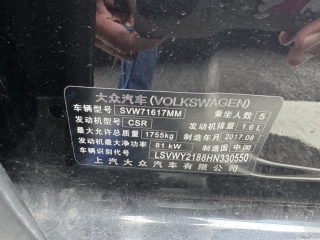 大众汽车(VOLKSWAGEN)
车辆型号 SVW71617MM 乘坐人数 5
发动机型号 CSR 发动机排量 1.6 L
最大允许总质量 1755kg 制造年月 2017.08
发动机最大净功率 81 kW 制造国 中国
车辆识别代号 LSVWY2188HN330550
上汽大众汽车有限公司